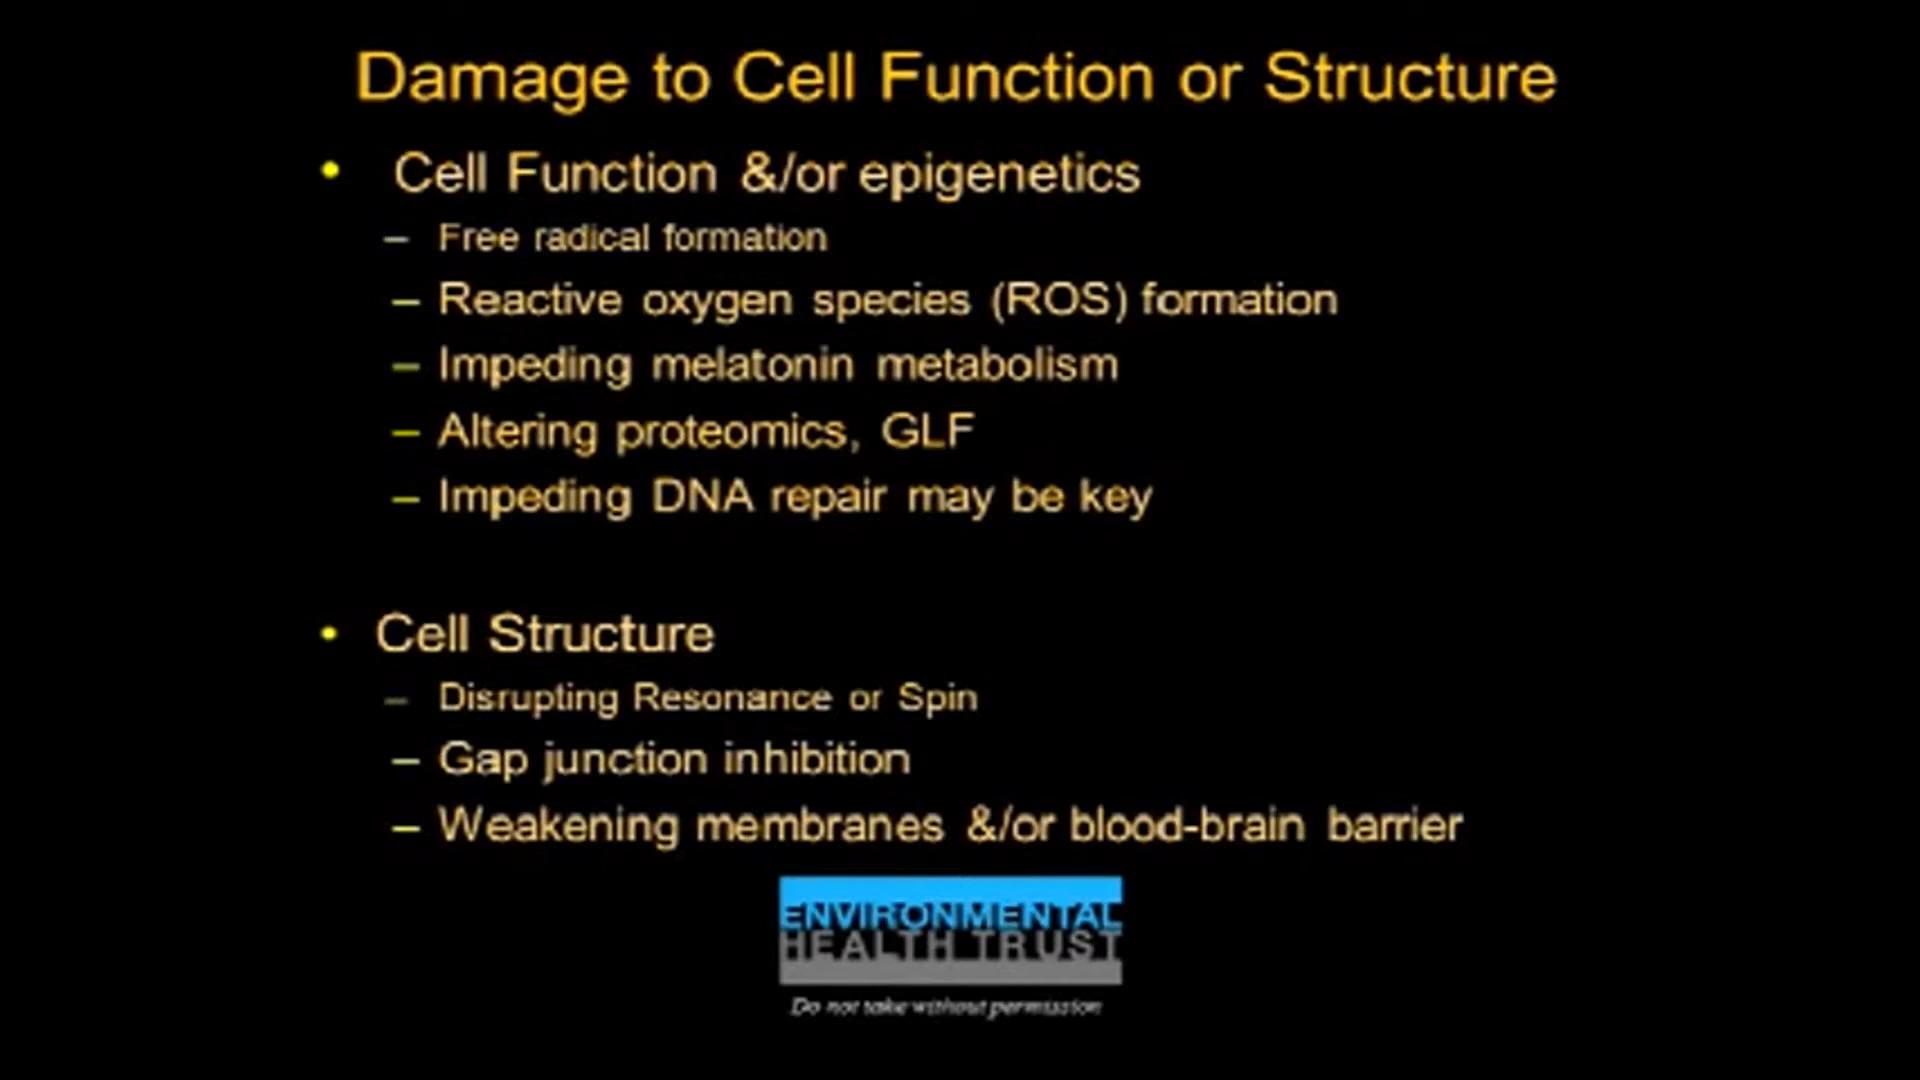 Damage to Cell Function or Structure
• Cell Function &/or epigenetics
– Free radical formation
– Reactive oxygen species (ROS) formation
– Impeding melatonin metabolism
– Altering proteomics, GLF
– Impeding DNA repair may be key
• Cell Structure
– Disrupting Resonance or Spin
– Gap junction inhibition
– Weakening membranes &/or blood-brain barrier
ENVIRONMENTAL
HEALTH TRUST
Do not take without permission